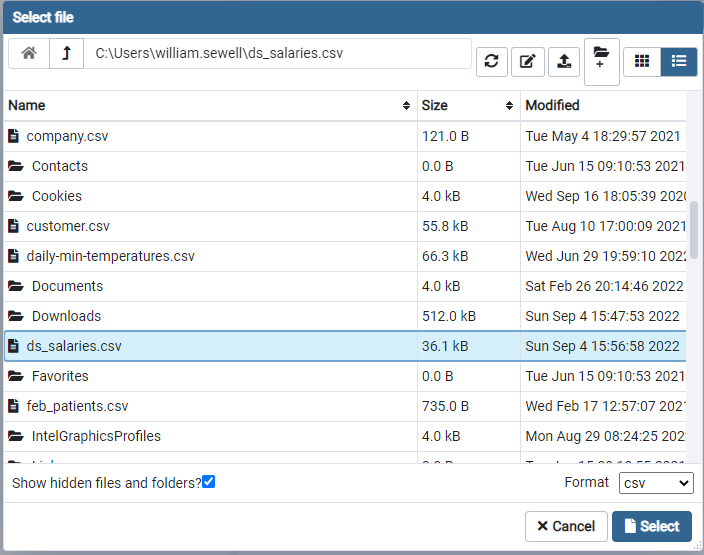 Select file
C:\Users\william.sewell\ds_salaries.csv
Name Size Modified
company.csv 121.0 B Tue May 4 18:29:57 2021
Contacts 0.0 B Tue Jun 15 09:10:53 2021
Cookies 4.0 kB Wed Sep 16 18:05:39 2020
customer.csv 55.8 kB Tue Aug 10 17:00:09 2021
daily-min-temperatures.csv 66.3 kB Wed Jun 29 19:59:10 2022
Documents 4.0 kB Sat Feb 26 20:14:46 2022
Downloads 512.0 kB Sun Sep 4 15:47:53 2022
ds_salaries.csv 36.1 kB Sun Sep 4 15:56:58 2022
Favorites 0.0 B Tue Jun 15 09:10:53 2021
feb_patients.csv 735.0 B Wed Feb 17 12:57:07 2021
IntelGraphicsProfiles 4.0 kB Mon Aug 29 08:24:25 202
Show hidden files and folders? Format csv
Cancel Select